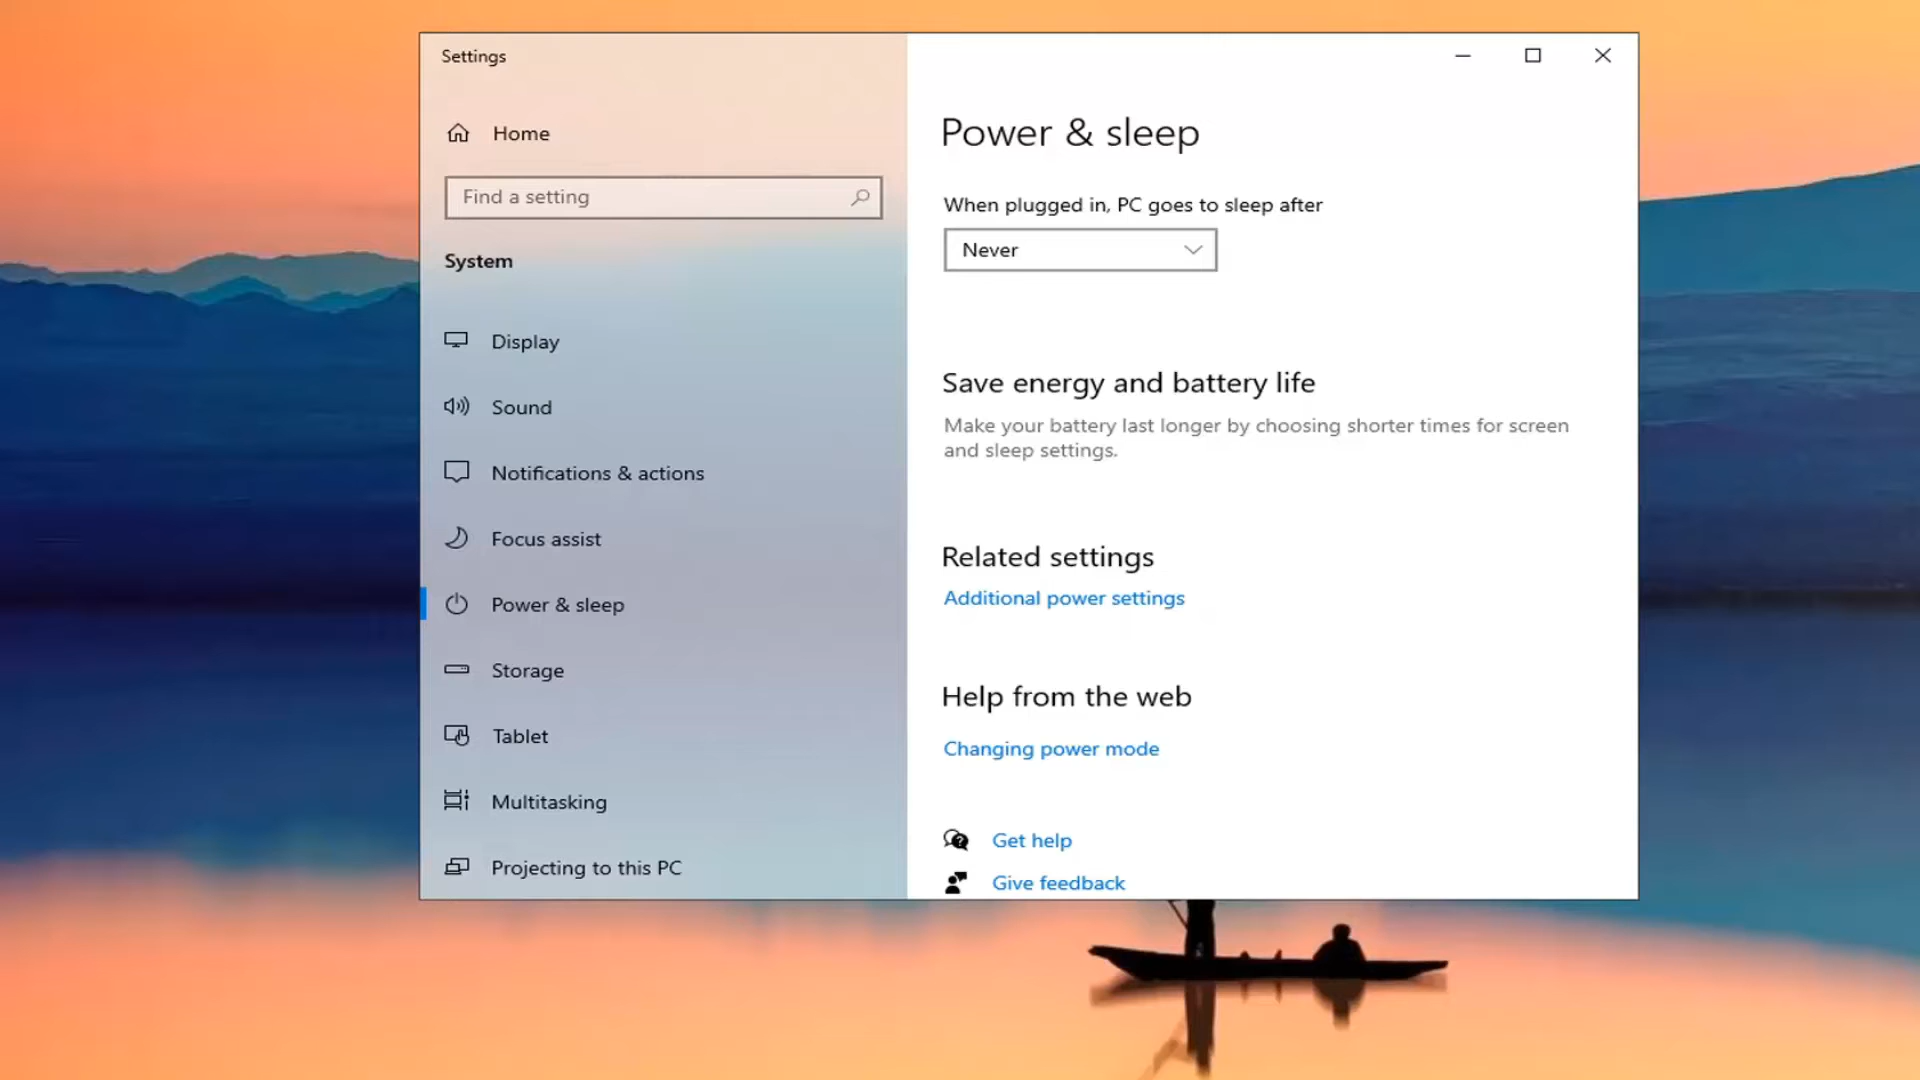 Settings
Home
Find a setting
System
Display
Sound
Notifications & actions
Focus assist
Power & sleep
Storage
Tablet
Multitasking
Projecting to this PC
Power & sleep
When plugged in, PC goes to sleep after
Never
Save energy and battery life
Make your battery last longer by choosing shorter times for screen
and sleep settings.
Related settings
Additional power settings
Help from the web
Changing power mode
Get help
Give feedback